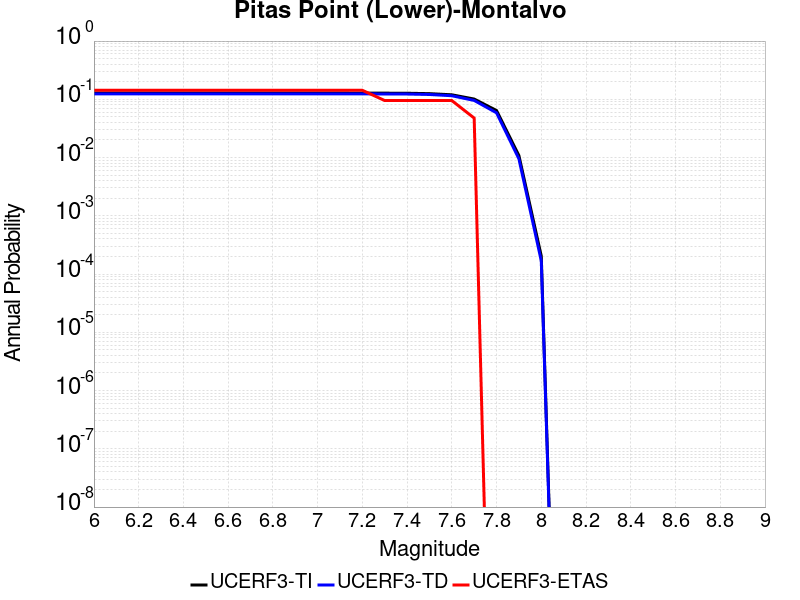 Pitas Point (Lower)-Montalvo
10^0
10^-1
10^-2
10^-3
10^-4
10^-5
10^-6
10^-7
10^-8
Annual Probability
6 6.2 6.4 6.6 6.8 7 7.2 7.4 7.6 7.8 8 8.2 8.4 8.6 8.8 9
Magnitude
UCERF3-TI UCERF3-TD UCERF3-ETAS